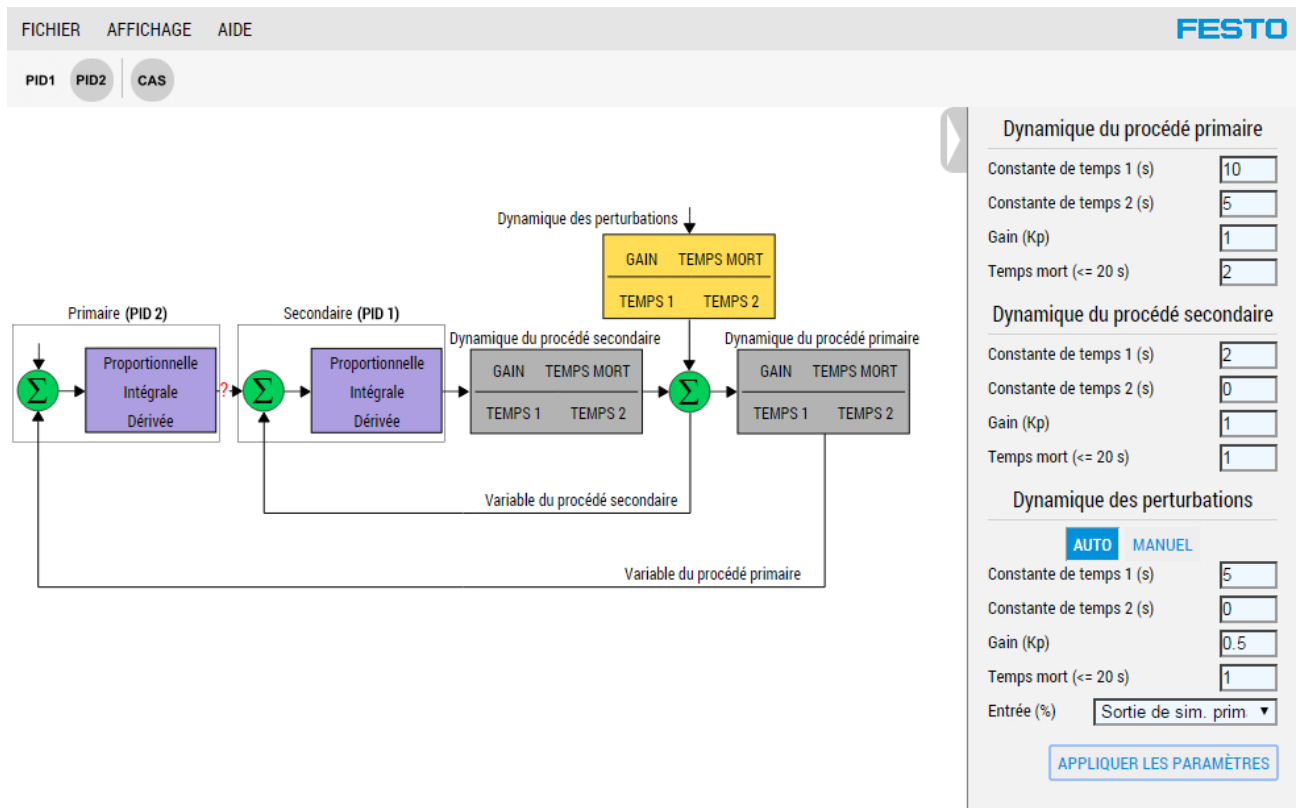 FICHIER AFFICHAGE AIDE
FESTO
PID1 PID2 CAS
Dynamique des perturbations
GAIN TEMPS MORT
TEMPS 1 TEMPS 2
Primaire (PID 2)
Σ
Proportionnelle
Intégrale
Dérivée
?
Secondaire (PID 1)
Σ
Proportionnelle
Intégrale
Dérivée
Dynamique du procédé secondaire
GAIN TEMPS MORT
TEMPS 1 TEMPS 2
Σ
Dynamique du procédé primaire
GAIN TEMPS MORT
TEMPS 1 TEMPS 2
Variable du procédé secondaire
Variable du procédé primaire
Dynamique du procédé primaire
Constante de temps 1 (s) 10
Constante de temps 2 (s) 5
Gain (Kp) 1
Temps mort (<= 20 s) 2
Dynamique du procédé secondaire
Constante de temps 1 (s) 2
Constante de temps 2 (s) 0
Gain (Kp) 1
Temps mort (<= 20 s) 1
Dynamique des perturbations
AUTO MANUEL
Constante de temps 1 (s) 5
Constante de temps 2 (s) 0
Gain (Kp) 0.5
Temps mort (<= 20 s) 1
Entrée (%) Sortie de sim. prim
APPLIQUER LES PARAMÈTRES